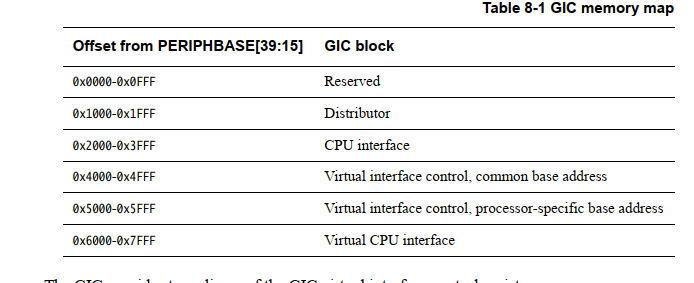 Table 8-1 GIC memory map
Offset from PERIPHBASE[39:15] GIC block
0x0000-0x0FFF Reserved
0x1000-0x1FFF Distributor
0x2000-0x3FFF CPU interface
0x4000-0x4FFF Virtual interface control, common base address
0x5000-0x5FFF Virtual interface control, processor-specific base address
0x6000-0x7FFF Virtual CPU interface